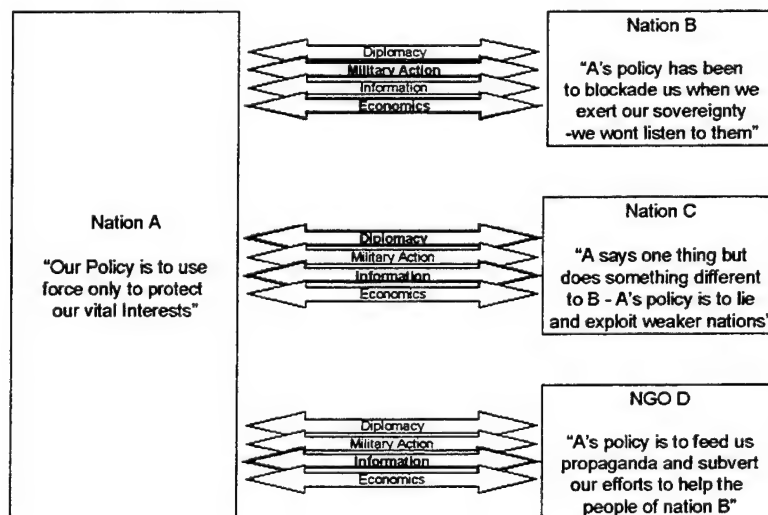 Nation A
"Our Policy is to use
force only to protect
our vital Interests"
Diplomacy
Military Action
Information
Economics
Nation B
"A's policy has been
to blockade us when we
exert our sovereignty
-we wont listen to them"
Diplomacy
Military Action
Information
Economics
Nation C
"A says one thing but
does something different
to B - A's policy is to lie
and exploit weaker nations"
Diplomacy
Military Action
Information
Economics
NGO D
"A's policy is to feed us
propaganda and subvert
our efforts to help the
people of nation B"